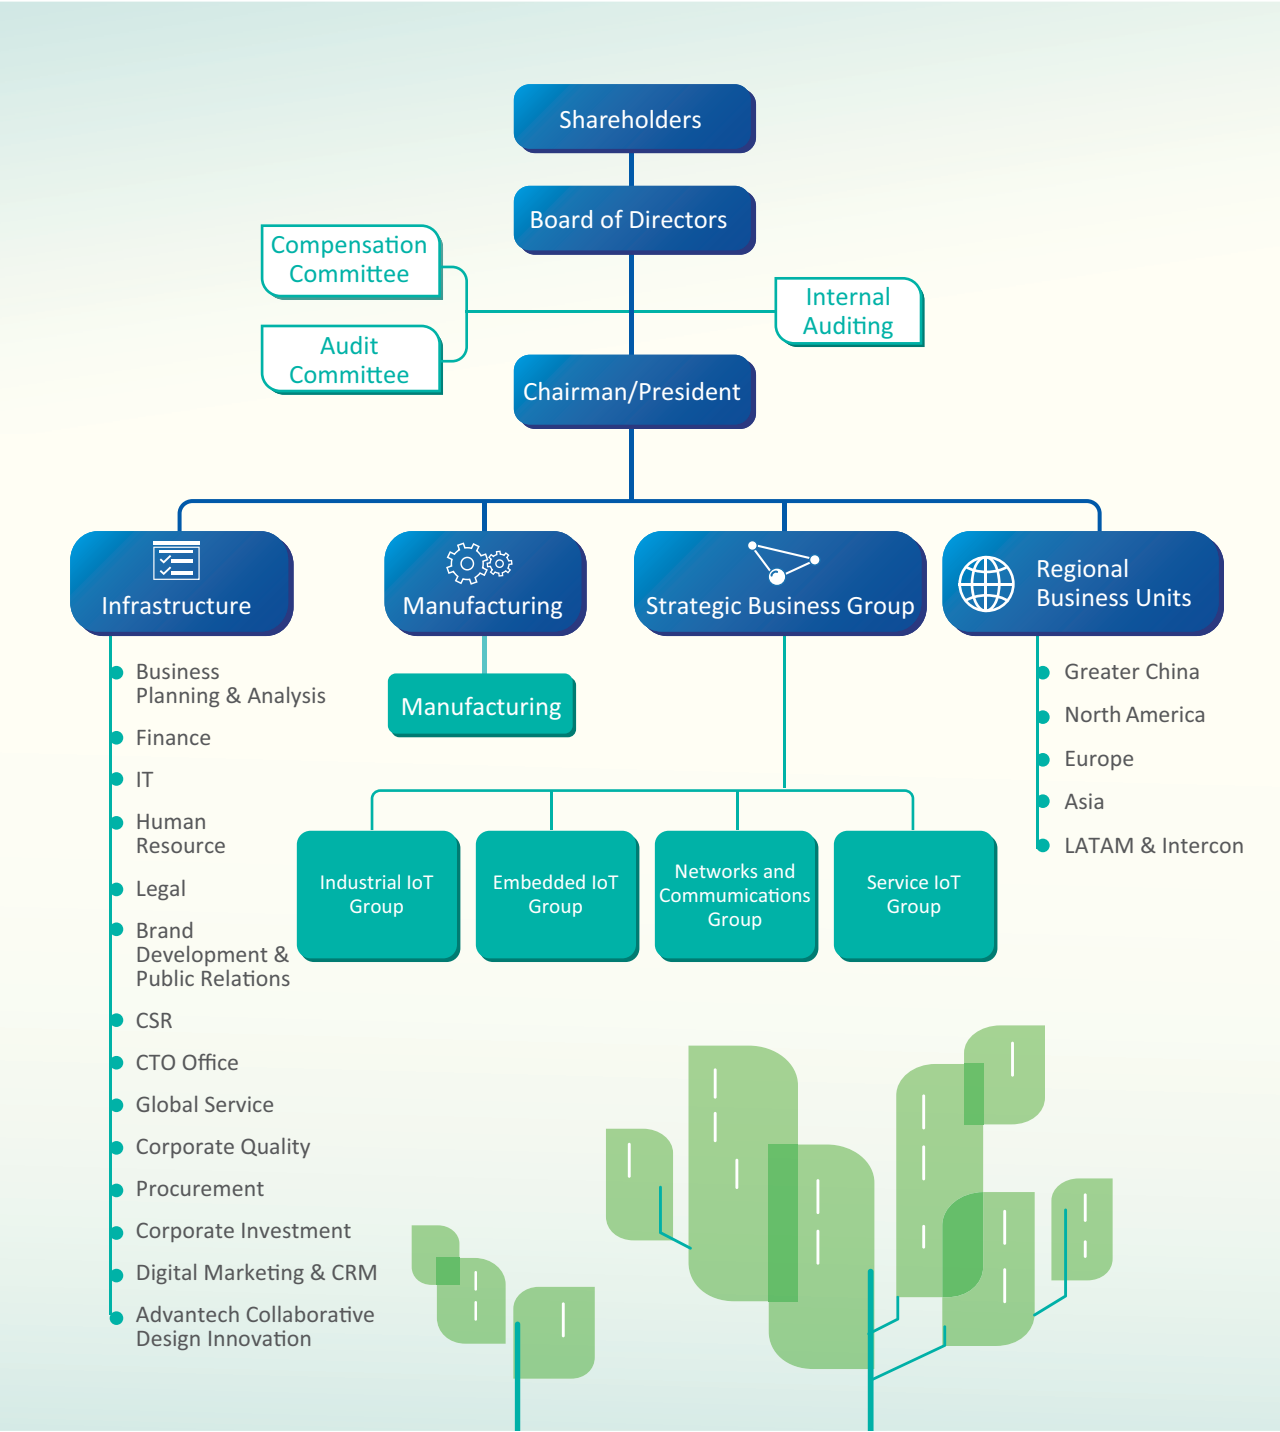 Shareholders
Board of Directors
Compensation
Committee
Internal
Auditing
Audit
Committee
Chairman/President
Infrastructure
Manufacturing
Strategic Business Group
Regional
Business Units
Business
Planning & Analysis
Finance
IT
Human
Resource
Legal
Brand
Development &
Public Relations
CSR
CTO Office
Global Service
Corporate Quality
Procurement
Corporate Investment
Digital Marketing & CRM
Advantech Collaborative
Design Innovation
Manufacturing
Industrial IoT
Group
Embedded IoT
Group
Networks and
Commumications
Group
Service IoT
Group
Greater China
North America
Europe
Asia
LATAM & Intercon